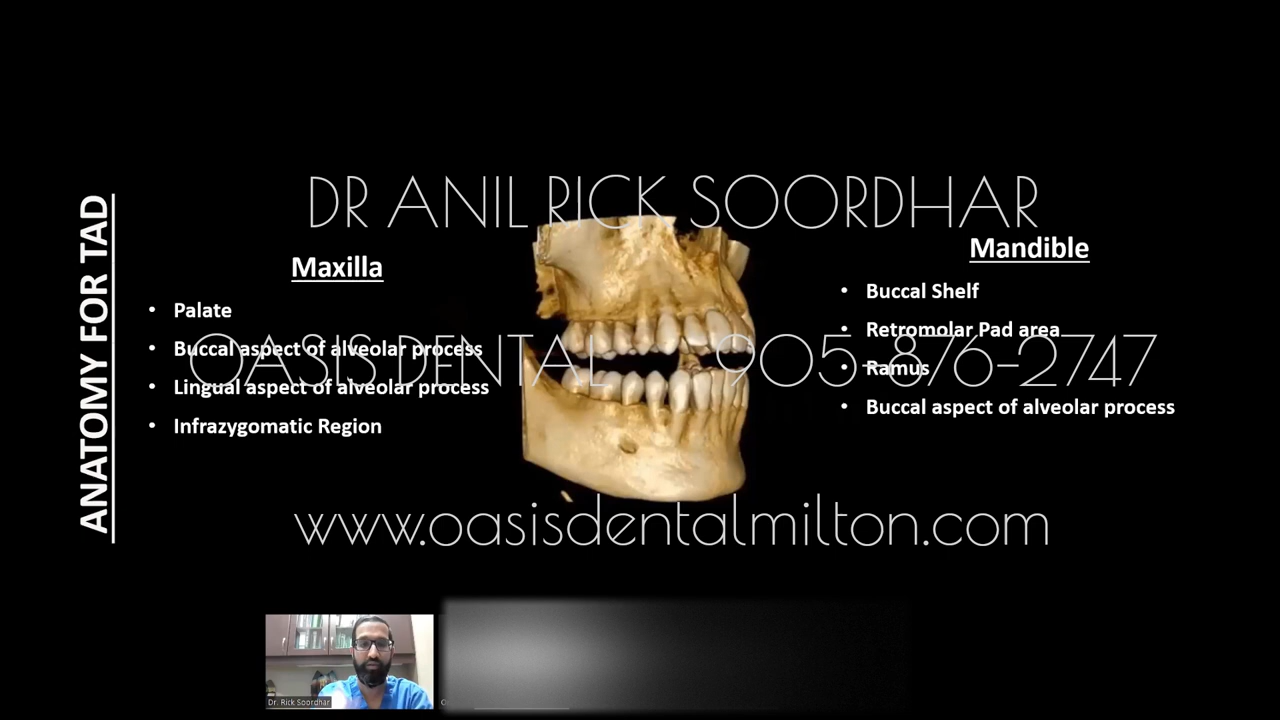 ANATOMY FOR TAD
DR ANIL RICK SOORDHAR
Maxilla
• Palate
• Buccal aspect of alveolar process
• Lingual aspect of alveolar process
• Infrazygomatic Region
Mandible
• Buccal Shelf
• Retromolar Pad area
• Ramus
• Buccal aspect of alveolar process
OASIS DENTAL 905-876-2747
www.oasisdentalmilton.com
Dr. Rick Soordhar